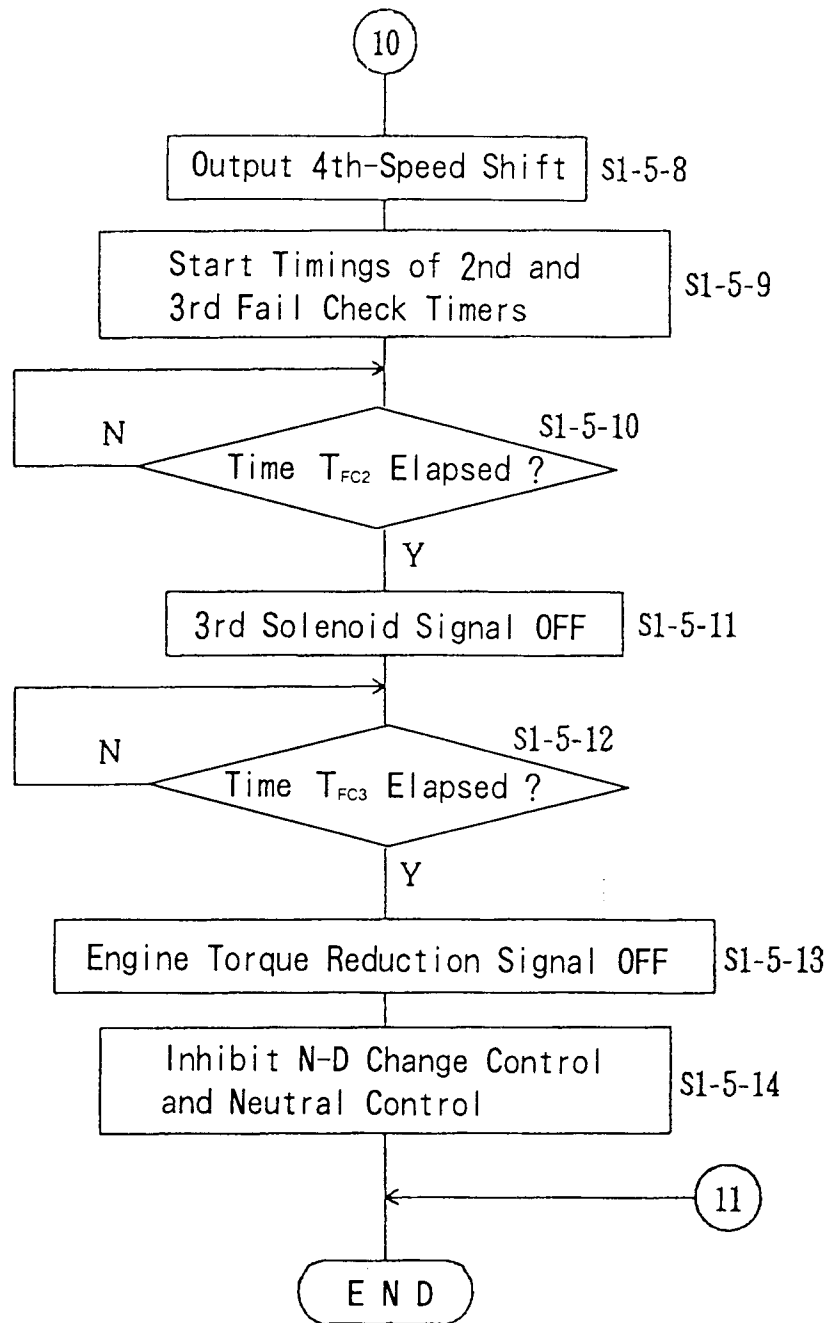 10
Output 4th-Speed Shift S1-5-8
Start Timings of 2nd and
3rd Fail Check Timers
S1-5-9
S1-5-10
N
Time TFC2 Elapsed ?
Y
3rd Solenoid Signal OFF S1-5-11
S1-5-12
N
Time TFC3 Elapsed ?
Y
Engine Torque Reduction Signal OFF S1-5-13
Inhibit N-D Change Control
and Neutral Control
S1-5-14
11
END